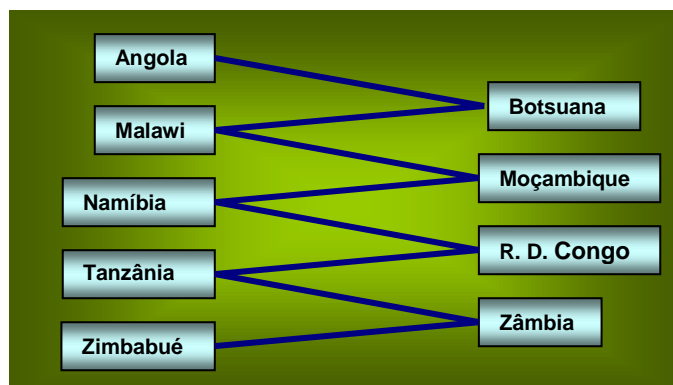 Angola
Malawi
Namíbia
Tanzânia
Zimbabué
Botsuana
Moçambique
R. D. Congo
Zâmbia